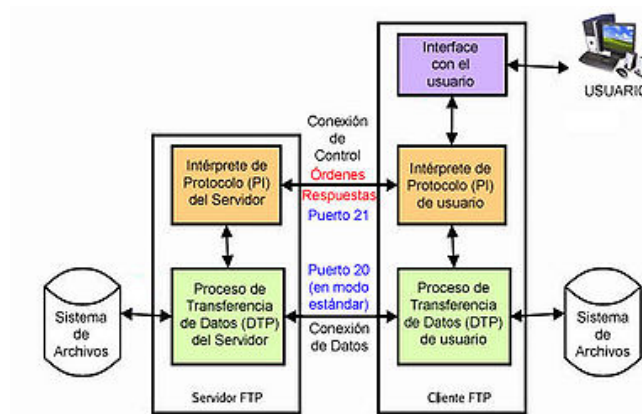 Interface
con el
usuario
USUARIO
Conexión
de
Control
Órdenes
Respuestas
Puerto 21
Intérprete de
Protocolo (PI)
del Servidor
Intérprete de
Protocolo (PI)
de usuario
Puerto 20
(en modo
estándar)
Conexión
de Datos
Proceso de
Transferencia
de Datos (DTP)
del Servidor
Proceso de
Transferencia
de Datos (DTP)
de usuario
Sistema
de
Archivos
Sistema
de
Archivos
Servidor FTP
Cliente FTP